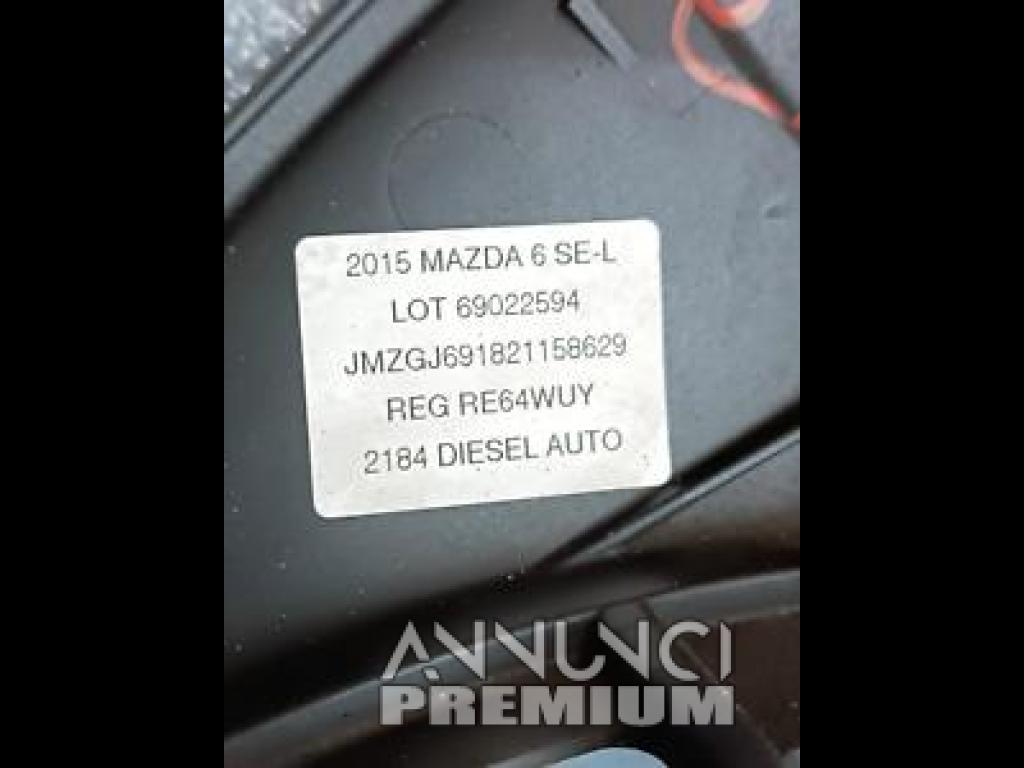 2015 MAZDA 6 SE-L
LOT 69022594
JMZGJ691821158629
REG RE64WUY
2184 DIESEL AUTO
ANNUNCI
PREMIUM